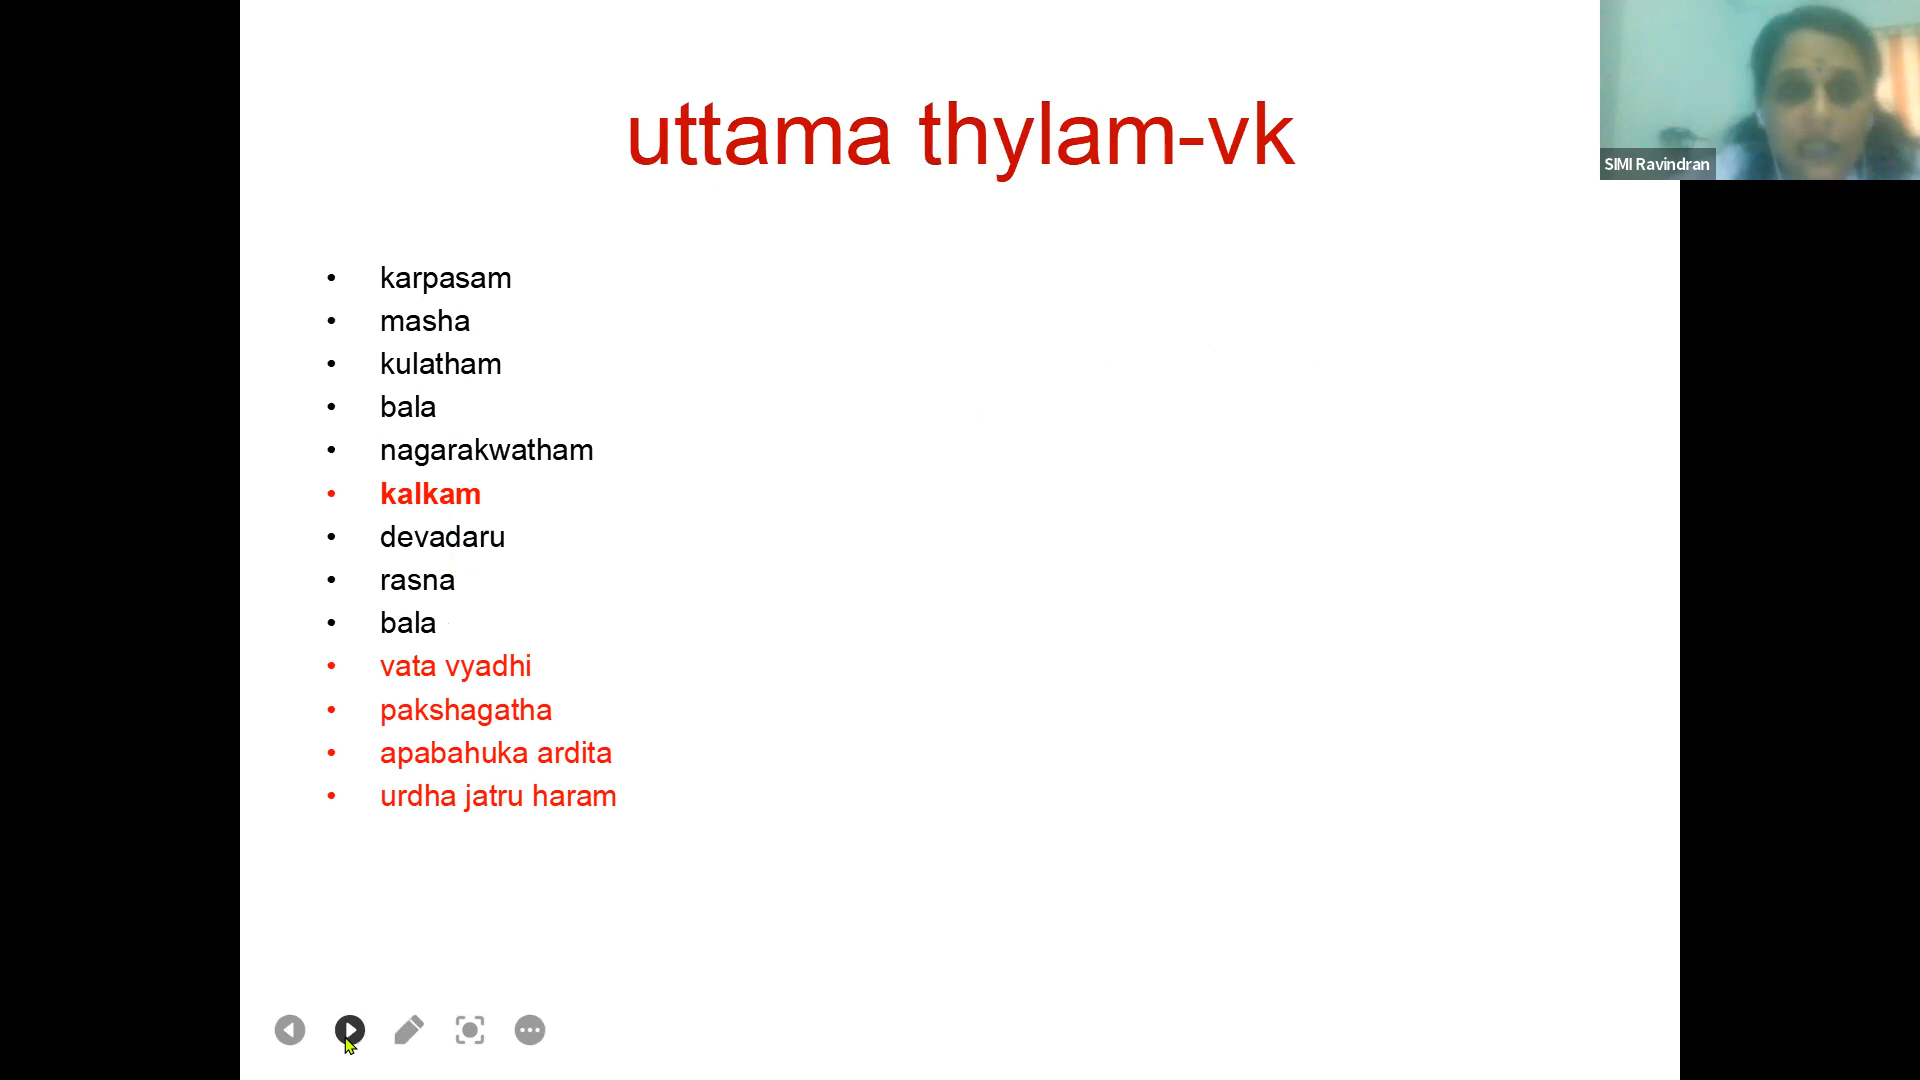 uttama thylam-vk
SIMI Ravindran
• karpasam
• masha
• kulatham
• bala
• nagarakwatham
• kalkam
• devadaru
• rasna
• bala
• vata vyadhi
• pakshagatha
• apabahuka ardita
• urdha jatru haram